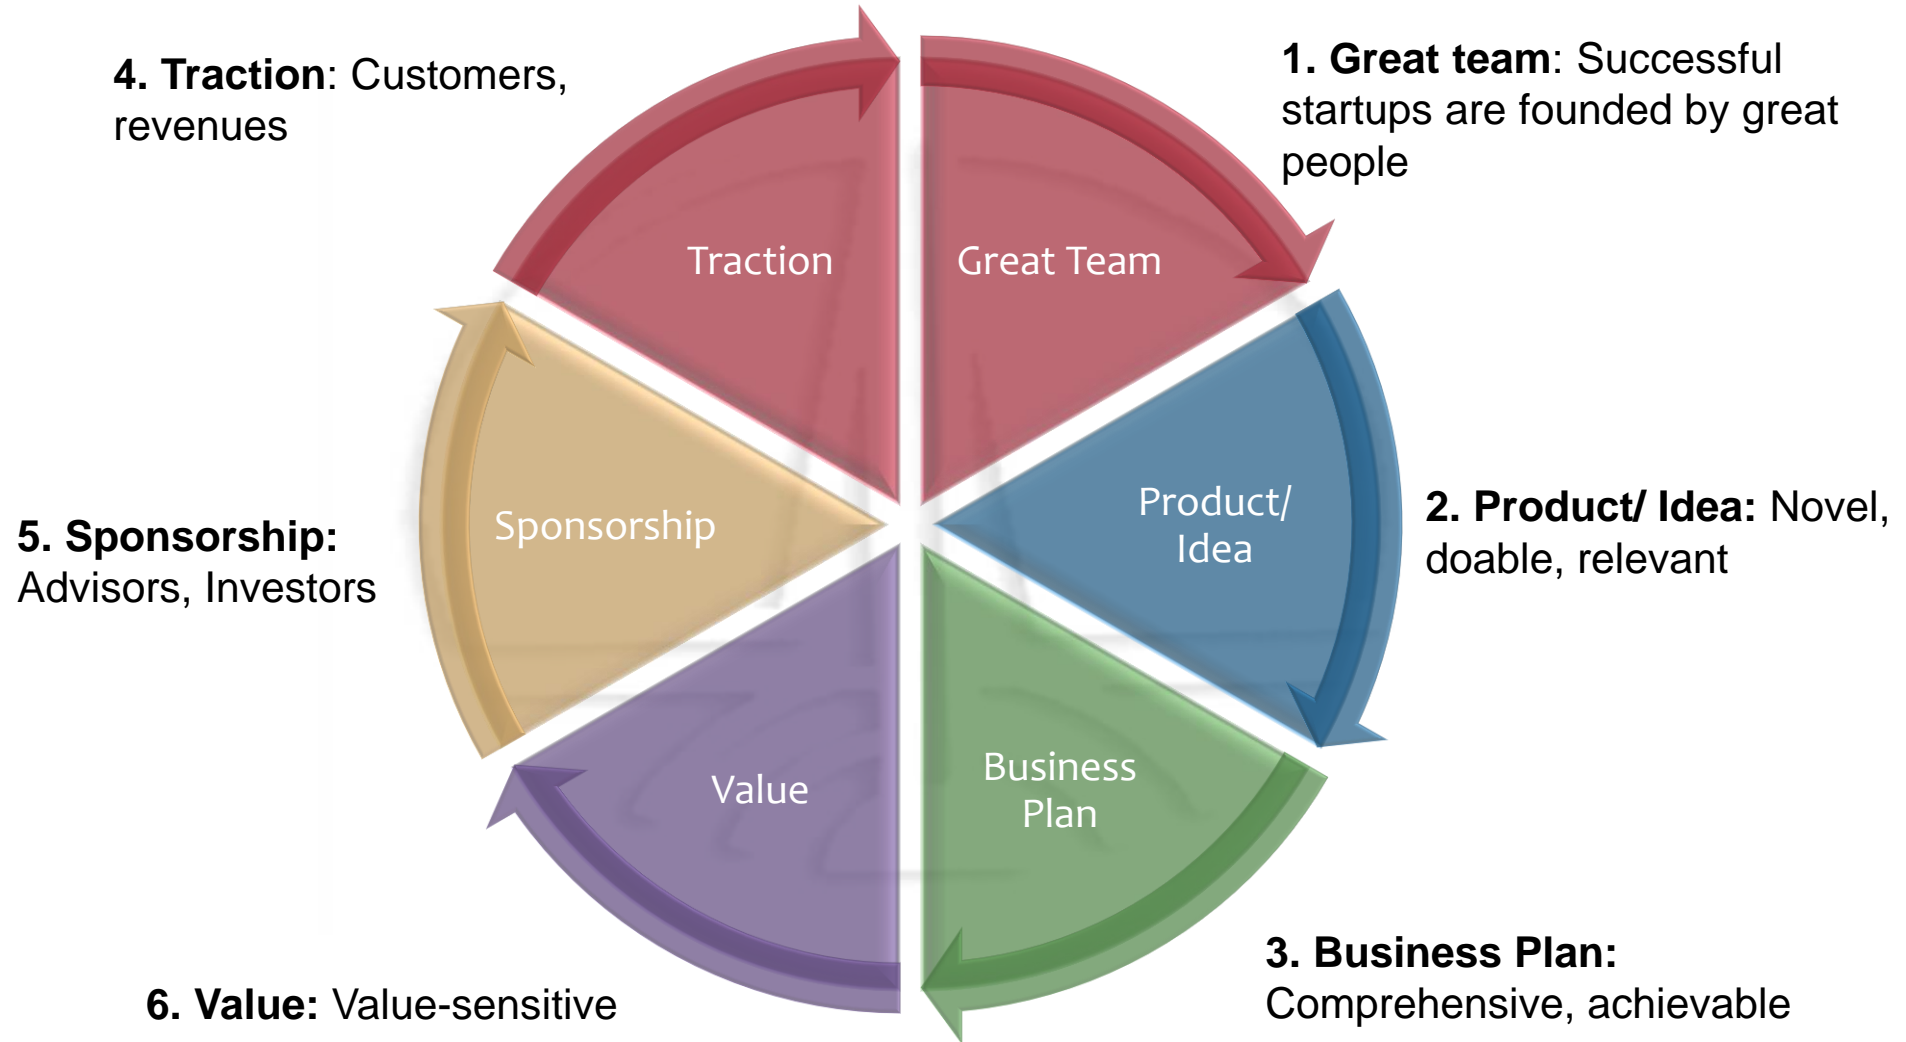 4. Traction: Customers,
revenues
1. Great team: Successful
startups are founded by great
people
Traction
Great Team
5. Sponsorship:
Advisors, Investors
Sponsorship
Product/
Idea
2. Product/ Idea: Novel,
doable, relevant
Value
Business
Plan
6. Value: Value-sensitive
3. Business Plan:
Comprehensive, achievable